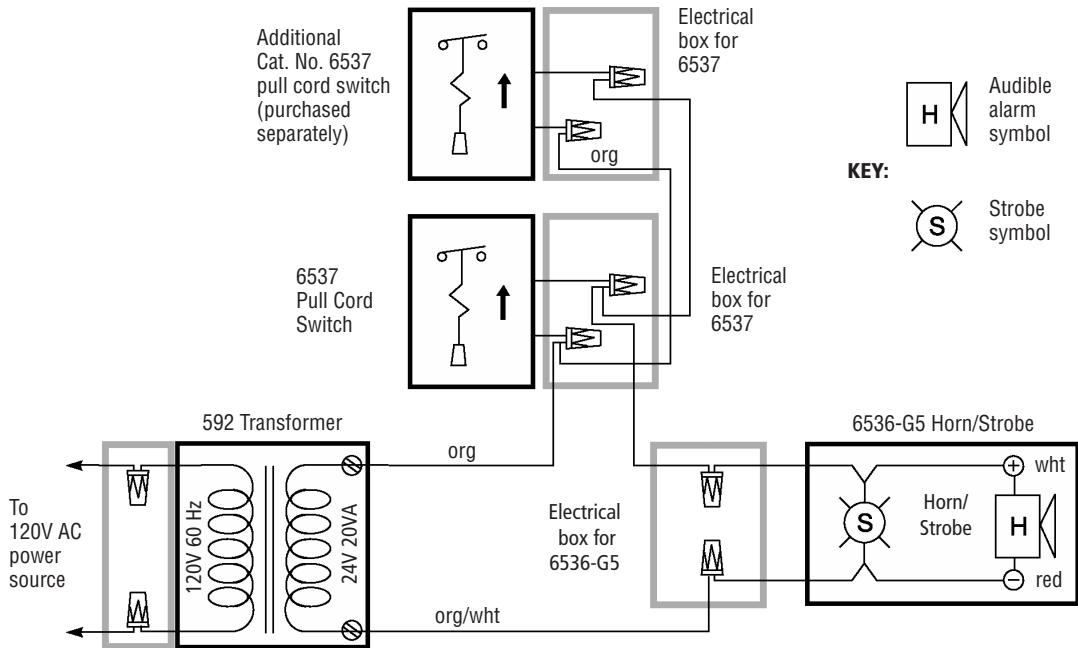 Additional
Cat. No. 6537
pull cord switch
(purchased
separately)
Electrical
box for
6537
org
H
Audible
alarm
symbol
KEY:
S
Strobe
symbol
6537
Pull Cord
Switch
Electrical
box for
6537
592 Transformer
6536-G5 Horn/Strobe
To
120V AC
power
source
120V 60 Hz
24V 20VA
org
org/wht
Electrical
box for
6536-G5
S
Horn/
Strobe
+ wht
H
− red